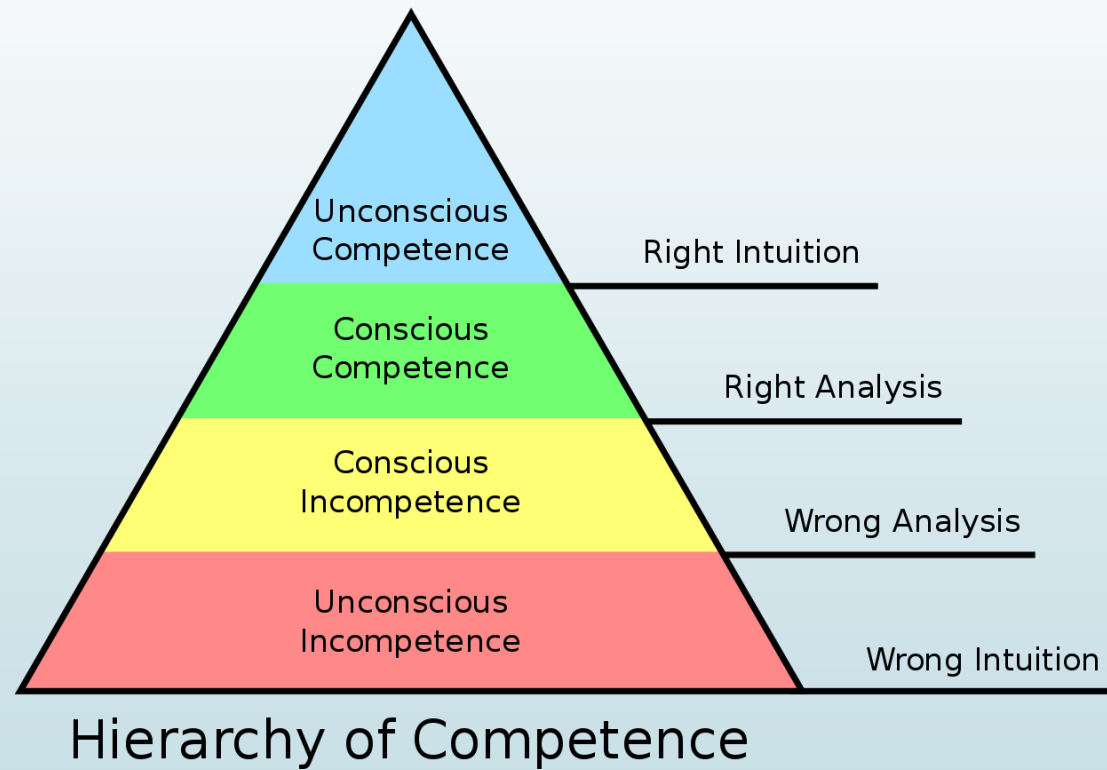 Unconscious
Competence
Right Intuition
Conscious
Competence
Right Analysis
Conscious
Incompetence
Wrong Analysis
Unconscious
Incompetence
Wrong Intuition
Hierarchy of Competence